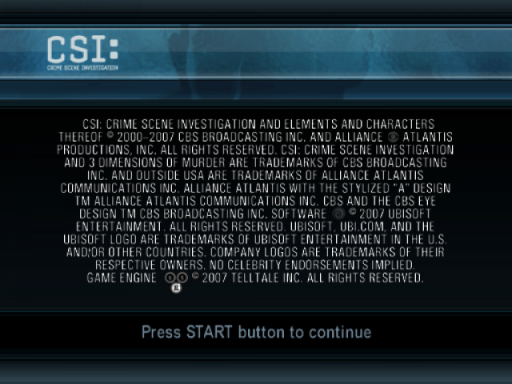 CSI:
CRIME SCENE INVESTIGATION
CSI: CRIME SCENE INVESTIGATION AND ELEMENTS AND CHARACTERS
THEREOF © 2000-2007 CBS BROADCASTING INC. AND ALLIANCE ATLANTIS
PRODUCTIONS, INC. ALL RIGHTS RESERVED. CSI: CRIME SCENE INVESTIGATION
AND 3 DIMENSIONS OF MURDER ARE TRADEMARKS OF CBS BROADCASTING
INC. AND OUTSIDE USA ARE TRADEMARKS OF ALLIANCE ATLANTIS
COMMUNICATIONS INC. ALLIANCE ATLANTIS WITH THE STYLIZED "A" DESIGN
TM ALLIANCE ATLANTIS COMMUNICATIONS INC. CBS AND THE CBS EYE
DESIGN TM CBS BROADCASTING INC. SOFTWARE © 2007 UBISOFT
ENTERTAINMENT. ALL RIGHTS RESERVED. UBISOFT, UBI.COM, AND THE
UBISOFT LOGO ARE TRADEMARKS OF UBISOFT ENTERTAINMENT IN THE U.S.
AND/OR OTHER COUNTRIES. COMPANY LOGOS ARE TRADEMARKS OF THEIR
RESPECTIVE OWNERS. NO CELEBRITY ENDORSEMENTS IMPLIED.
GAME ENGINE © 2007 TELLTALE INC. ALL RIGHTS RESERVED.
Press START button to continue